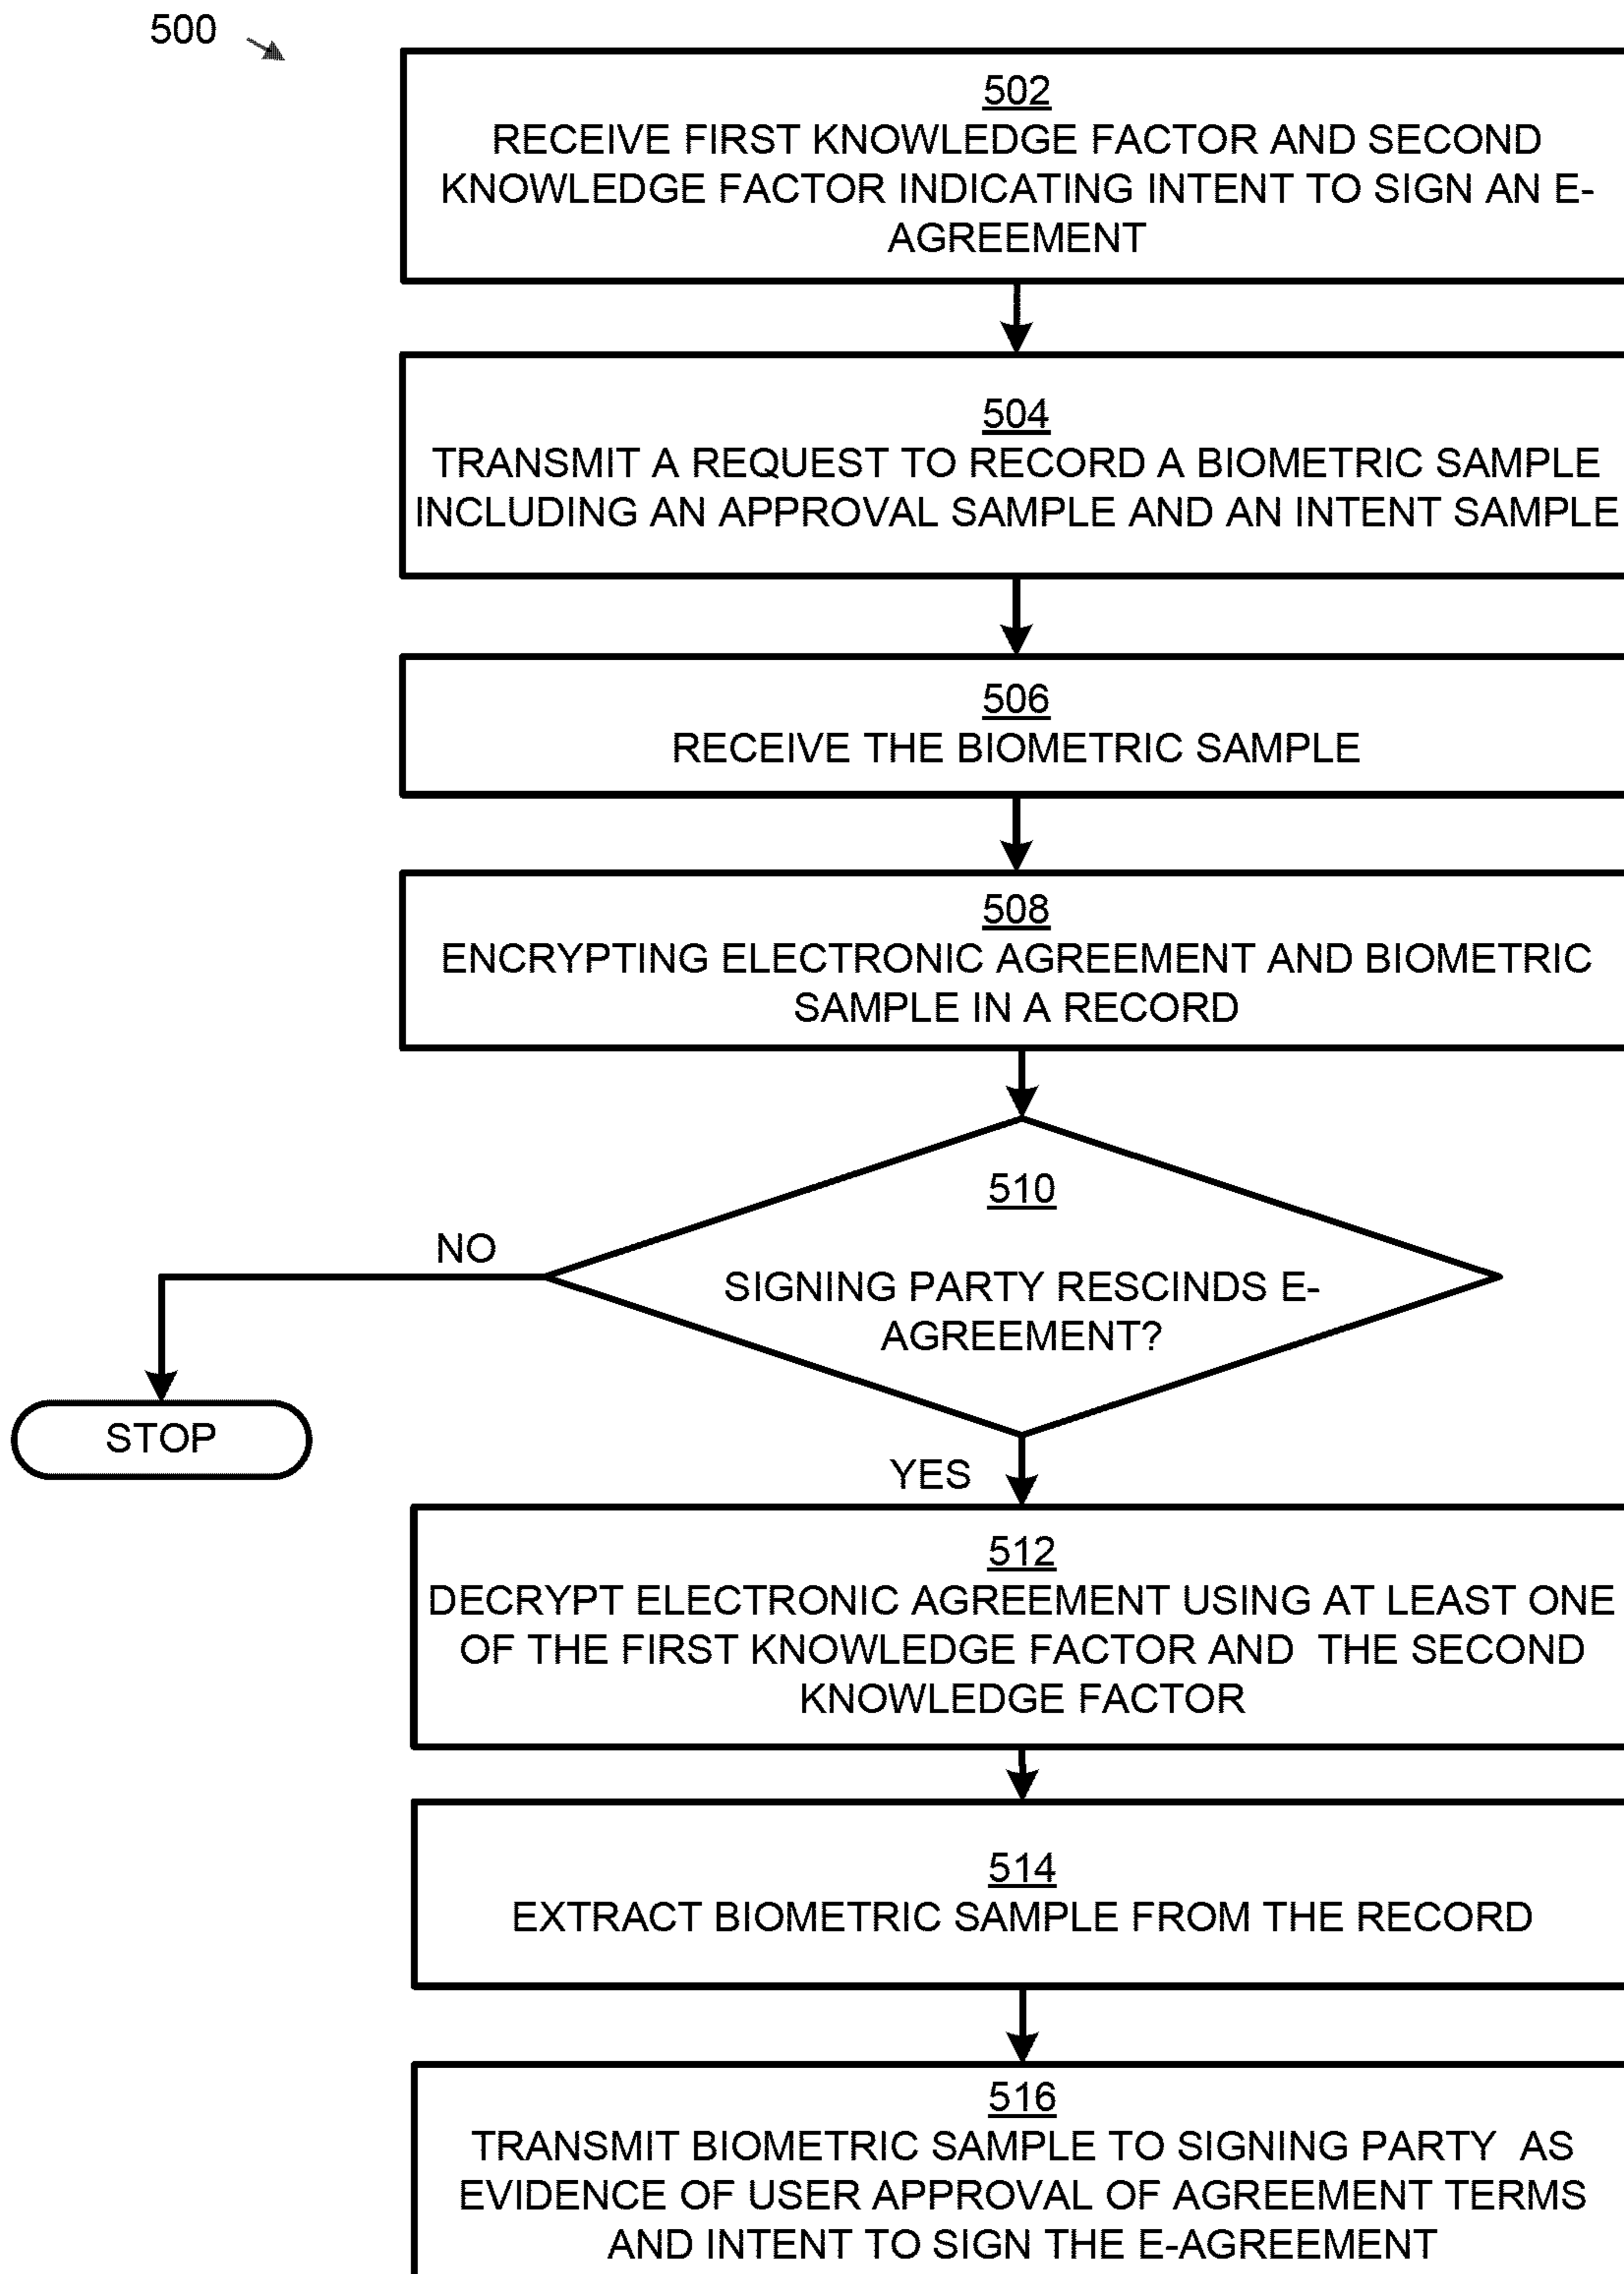 500
502
RECEIVE FIRST KNOWLEDGE FACTOR AND SECOND
KNOWLEDGE FACTOR INDICATING INTENT TO SIGN AN E-
AGREEMENT
504
TRANSMIT A REQUEST TO RECORD A BIOMETRIC SAMPLE
INCLUDING AN APPROVAL SAMPLE AND AN INTENT SAMPLE
506
RECEIVE THE BIOMETRIC SAMPLE
508
ENCRYPTING ELECTRONIC AGREEMENT AND BIOMETRIC
SAMPLE IN A RECORD
510
NO
SIGNING PARTY RESCINDS E-
AGREEMENT?
STOP
YES
512
DECRYPT ELECTRONIC AGREEMENT USING AT LEAST ONE
OF THE FIRST KNOWLEDGE FACTOR AND THE SECOND
KNOWLEDGE FACTOR
514
EXTRACT BIOMETRIC SAMPLE FROM THE RECORD
516
TRANSMIT BIOMETRIC SAMPLE TO SIGNING PARTY AS
EVIDENCE OF USER APPROVAL OF AGREEMENT TERMS
AND INTENT TO SIGN THE E-AGREEMENT